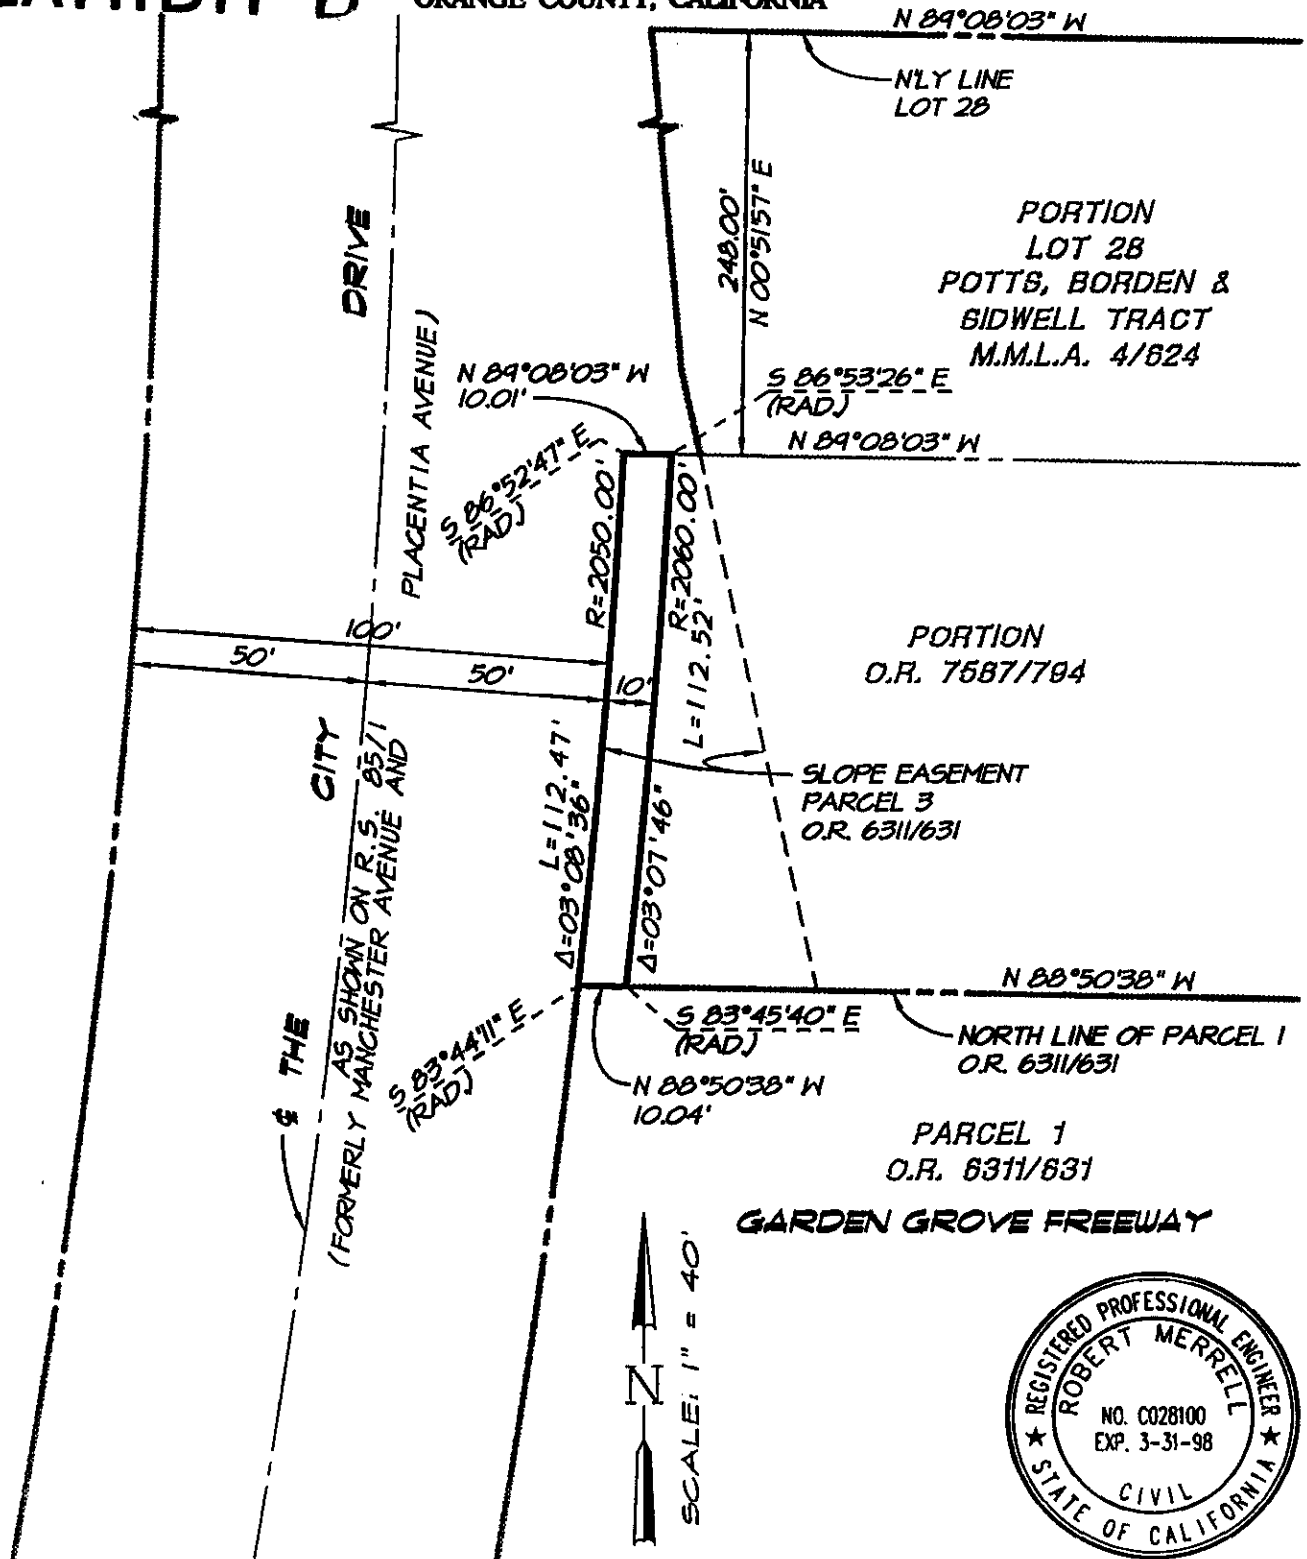 EXHIBIT B
ORANGE COUNTY, CALIFORNIA
N 89°08'03" W
N'LY LINE
LOT 28
248.00'
N 00°51'57" E
PORTION
LOT 28
POTTS, BORDEN &
SIDWELL TRACT
M.M.L.A. 4/624
DRIVE
PLACENTIA AVENUE)
N 89°08'03" W
10.01'
S 86°53'26" E
(RAD.)
N 89°08'03" W
S 86°52'47" E
(RAD.)
R=2050.00'
R=2060.00'
L=112.52'
100'
50'
50'
10'
PORTION
O.R. 7587/794
CITY
AS SHOWN ON R.S. 85/1
(FORMERLY MANCHESTER AVENUE AND
L=112.47'
Δ=03°08'36"
Δ=03°07'46"
SLOPE EASEMENT
PARCEL 3
O.R. 6311/631
N 88°50'38" W
S 83°45'40" E
(RAD.)
NORTH LINE OF PARCEL 1
O.R. 6311/631
S 83°44'11" E
(RAD.)
N 88°50'38" W
10.04'
℄ THE
PARCEL 1
O.R. 6311/631
GARDEN GROVE FREEWAY
N
SCALE: 1" = 40'
REGISTERED PROFESSIONAL ENGINEER
ROBERT MERRELL
NO. C028100
EXP. 3-31-98
CIVIL
STATE OF CALIFORNIA